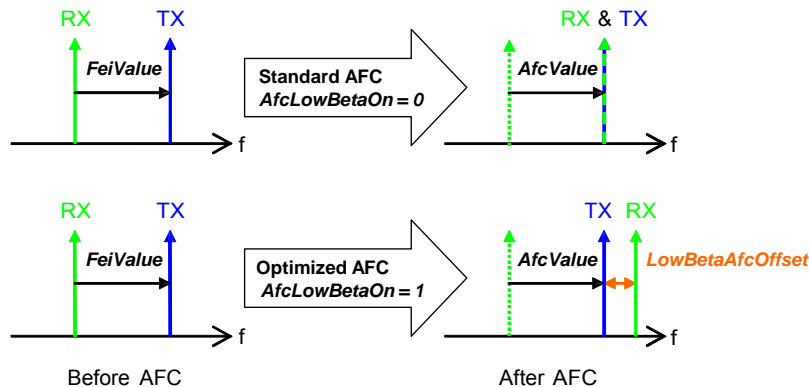 RX TX RX & TX
FeiValue Standard AFC AfcValue
AfcLowBetaOn = 0
f f
RX TX TX RX
FeiValue Optimized AFC AfcValue LowBetaAfcOffset
AfcLowBetaOn = 1
f f
Before AFC After AFC